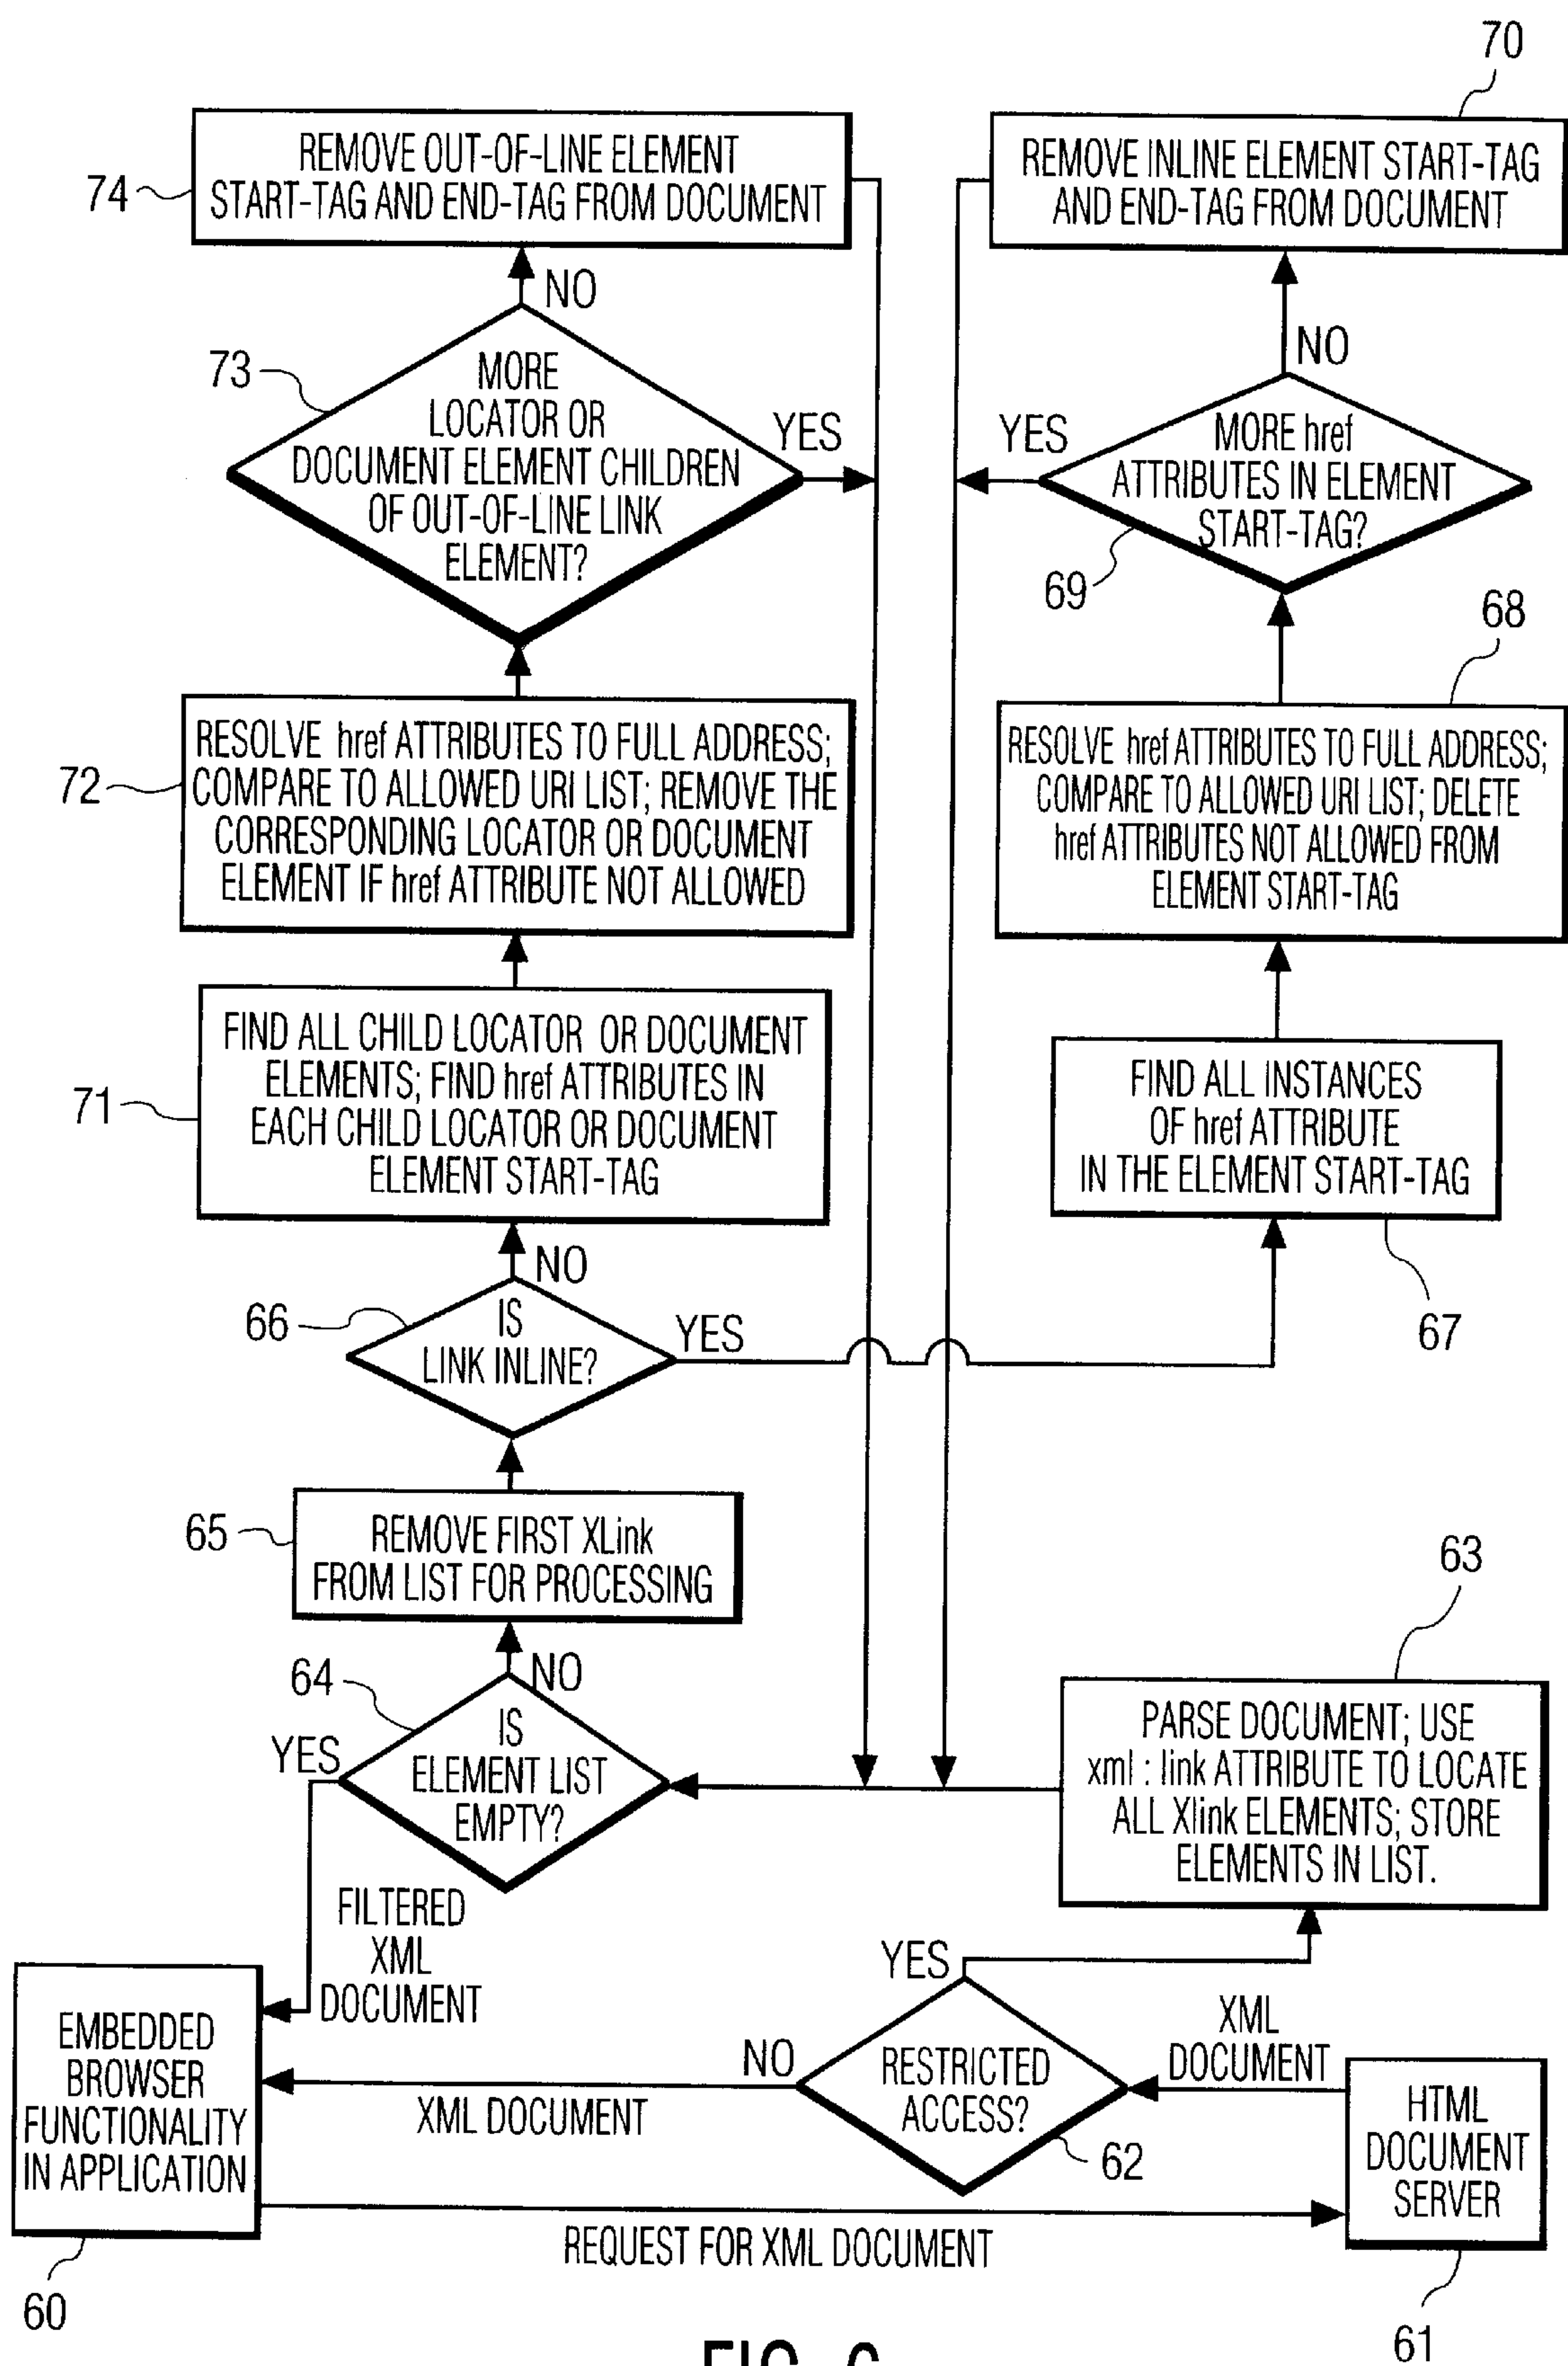 70
REMOVE OUT-OF-LINE ELEMENT
START-TAG AND END-TAG FROM DOCUMENT
74
REMOVE INLINE ELEMENT START-TAG
AND END-TAG FROM DOCUMENT
NO
NO
73
MORE
LOCATOR OR
DOCUMENT ELEMENT CHILDREN
OF OUT-OF-LINE LINK
ELEMENT?
YES
YES
MORE href
ATTRIBUTES IN ELEMENT
START-TAG?
69
68
RESOLVE href ATTRIBUTES TO FULL ADDRESS;
COMPARE TO ALLOWED URI LIST; REMOVE THE
CORRESPONDING LOCATOR OR DOCUMENT
ELEMENT IF href ATTRIBUTE NOT ALLOWED
72
RESOLVE href ATTRIBUTES TO FULL ADDRESS;
COMPARE TO ALLOWED URI LIST; DELETE
href ATTRIBUTES NOT ALLOWED FROM
ELEMENT START-TAG
FIND ALL CHILD LOCATOR OR DOCUMENT
ELEMENTS; FIND href ATTRIBUTES IN
EACH CHILD LOCATOR OR DOCUMENT
ELEMENT START-TAG
71
FIND ALL INSTANCES
OF href ATTRIBUTE
IN THE ELEMENT START-TAG
67
NO
66
IS
LINK INLINE?
YES
65
REMOVE FIRST XLink
FROM LIST FOR PROCESSING
63
NO
64
IS
ELEMENT LIST
EMPTY?
YES
PARSE DOCUMENT; USE
xml : link ATTRIBUTE TO LOCATE
ALL Xlink ELEMENTS; STORE
ELEMENTS IN LIST.
FILTERED
XML
DOCUMENT
YES
EMBEDDED
BROWSER
FUNCTIONALITY
IN APPLICATION
NO
XML DOCUMENT
RESTRICTED
ACCESS?
62
XML
DOCUMENT
HTML
DOCUMENT
SERVER
REQUEST FOR XML DOCUMENT
60
61